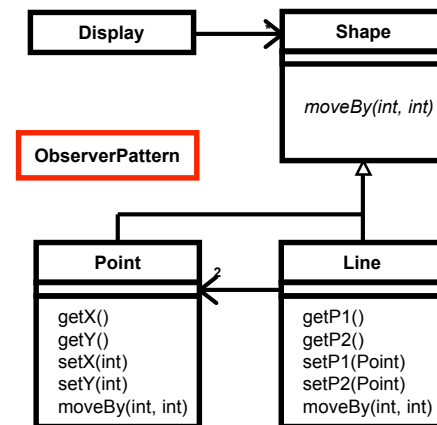 Display
*
Shape
moveBy(int, int)
ObserverPattern
Point
2
Line
getX()
getY()
setX(int)
setY(int)
moveBy(int, int)
getP1()
getP2()
setP1(Point)
setP2(Point)
moveBy(int, int)